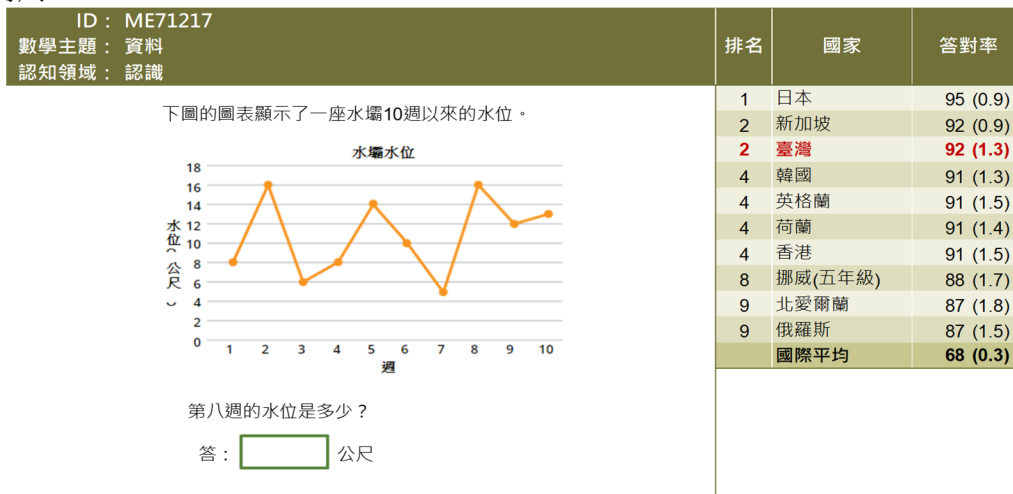 ID： ME71217
數學主題： 資料
認知領域： 認識
排名 國家 答對率
1 日本 95 (0.9)
2 新加坡 92 (0.9)
2 臺灣 92 (1.3)
4 韓國 91 (1.3)
4 英格蘭 91 (1.5)
4 荷蘭 91 (1.4)
4 香港 91 (1.5)
8 挪威(五年級) 88 (1.7)
9 北愛爾蘭 87 (1.8)
9 俄羅斯 87 (1.5)
國際平均 68 (0.3)
下圖的圖表顯示了一座水壩10週以來的水位。
水壩水位
水位（公尺）
18
16
14
12
10
8
6
4
2
0
1 2 3 4 5 6 7 8 9 10
週
第八週的水位是多少？
答： 公尺